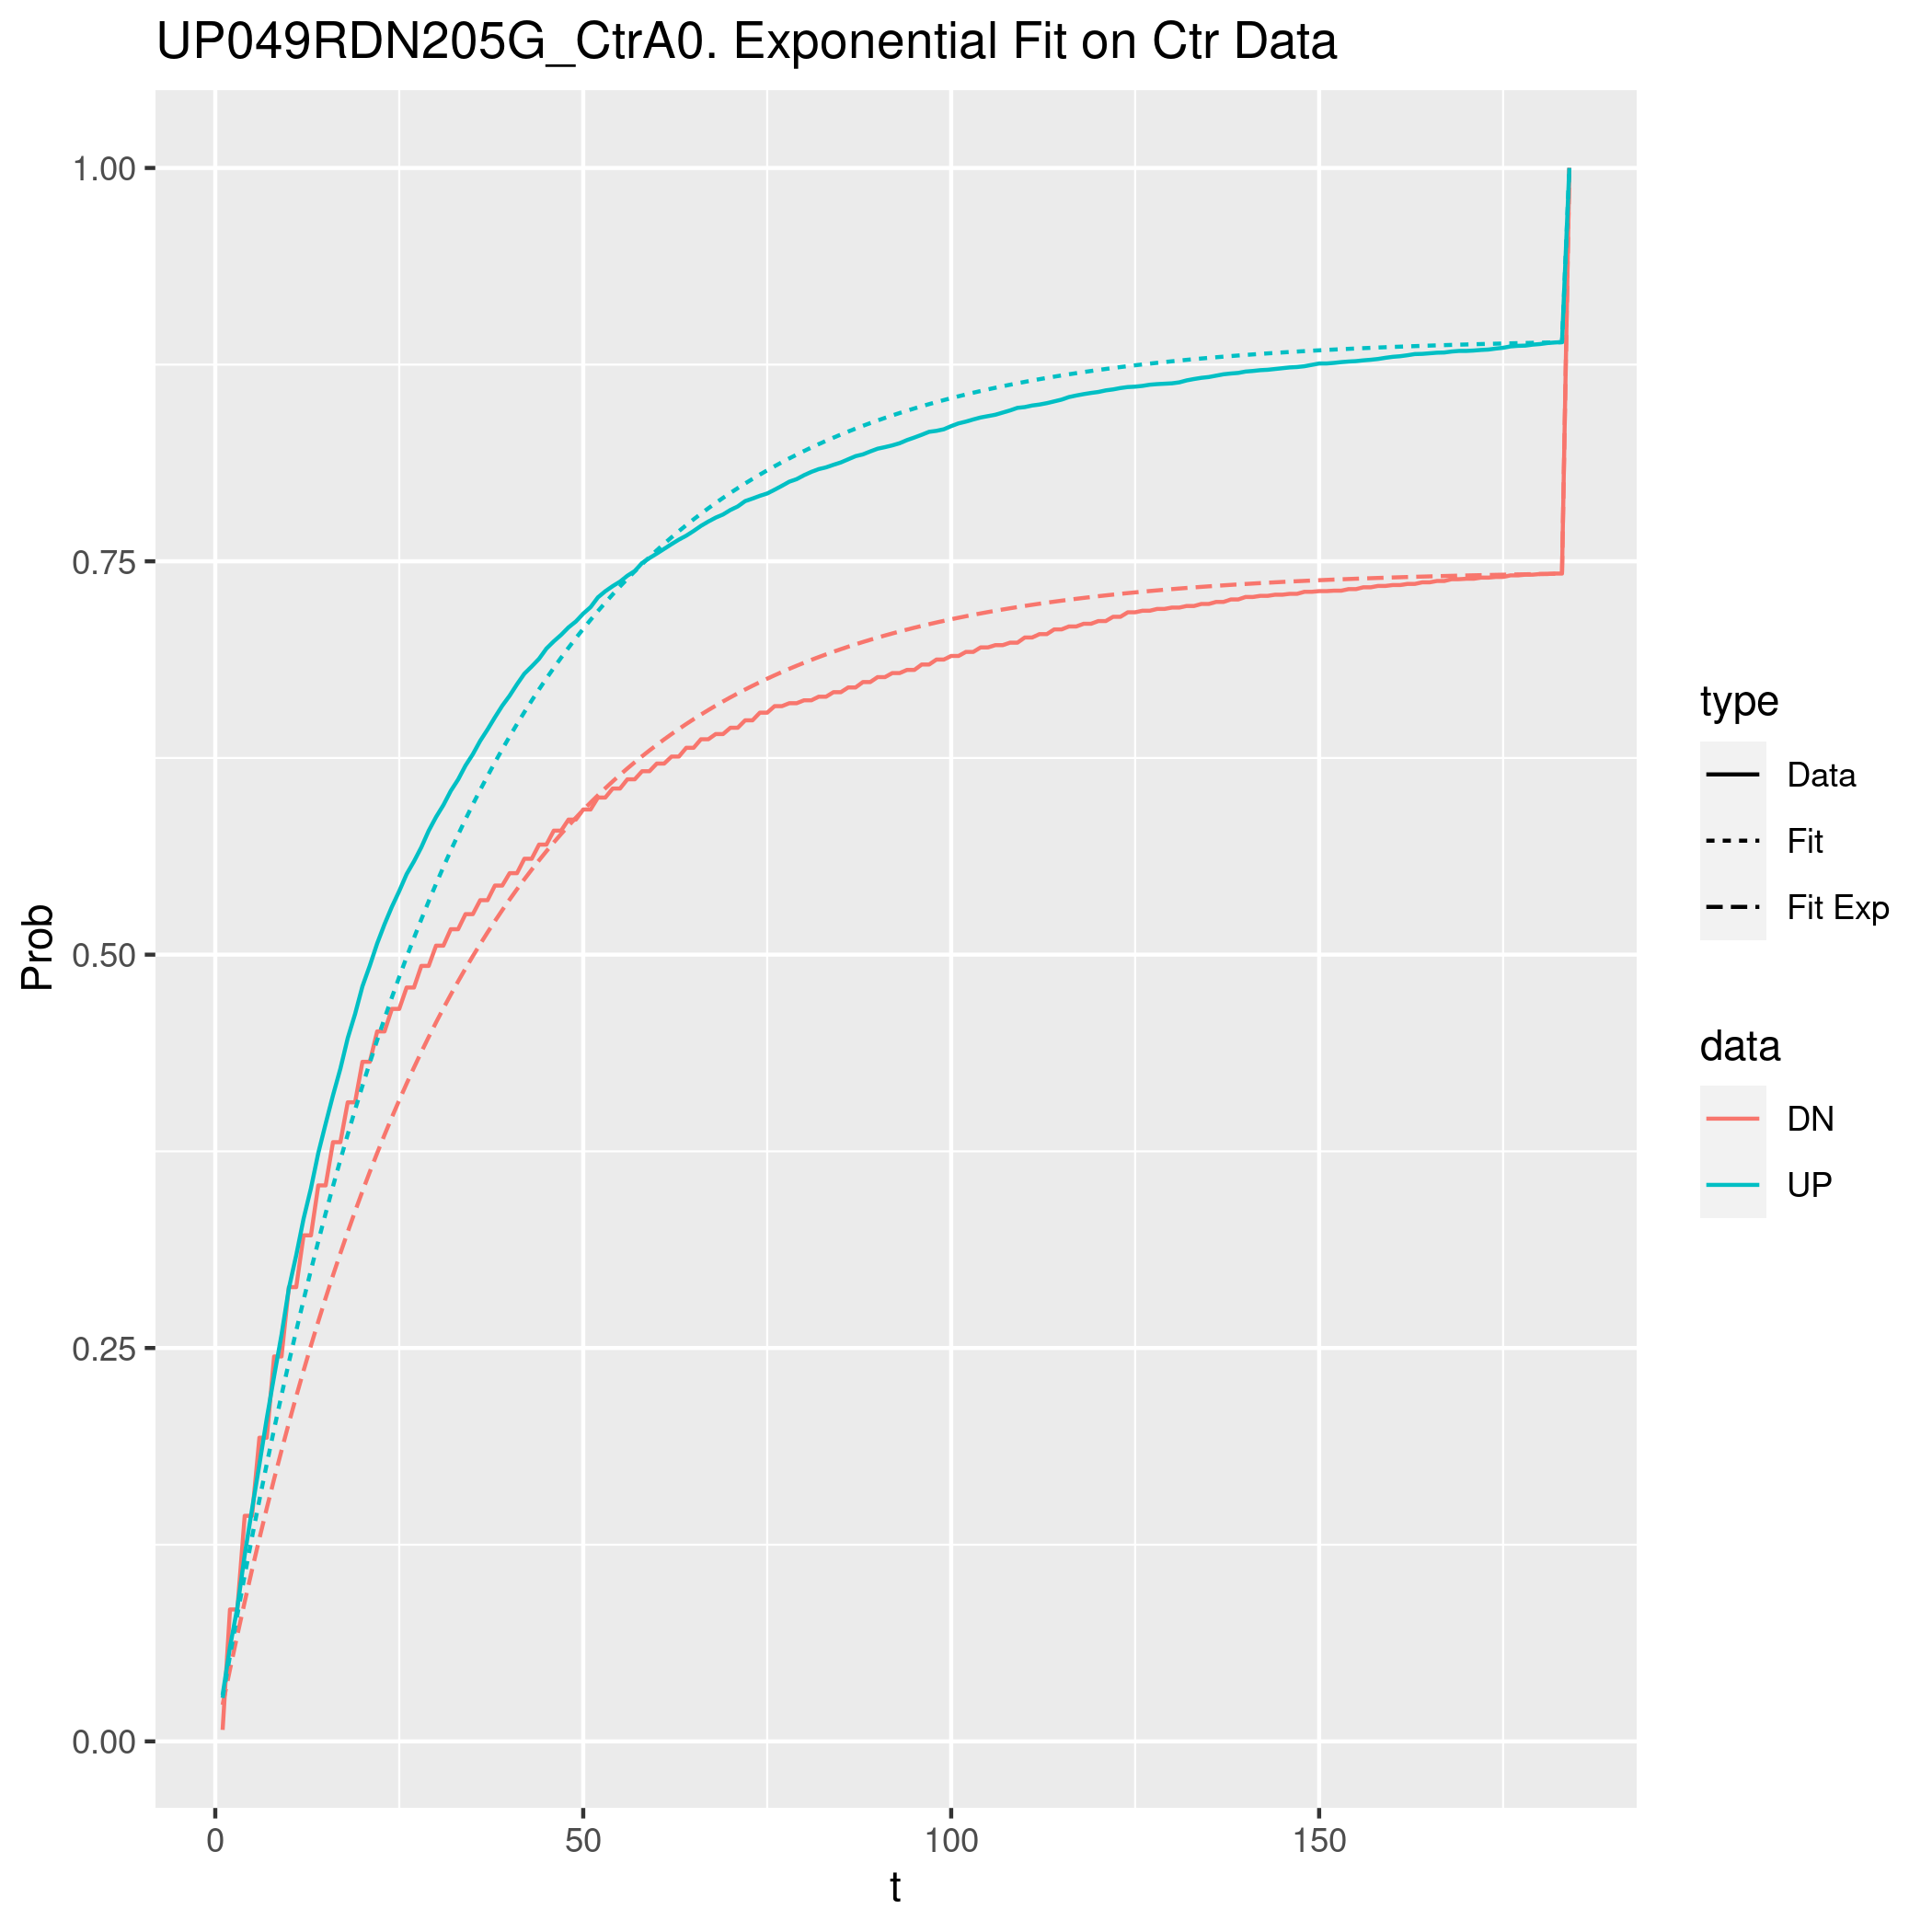 UP049RDN205G_CtrA0. Exponential Fit on Ctr Data
1.00
0.75
0.50
0.25
0.00
Prob
0
50
100
150
t
type
Data
Fit
Fit Exp
data
DN
UP